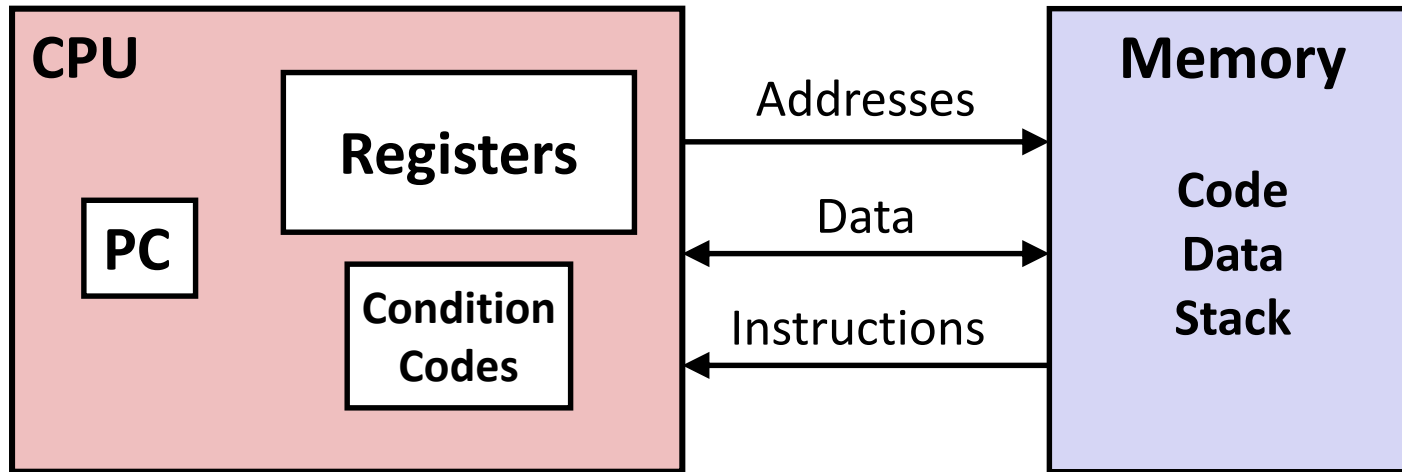 CPU
Registers
PC
Condition
Codes
Addresses
Data
Instructions
Memory
Code
Data
Stack